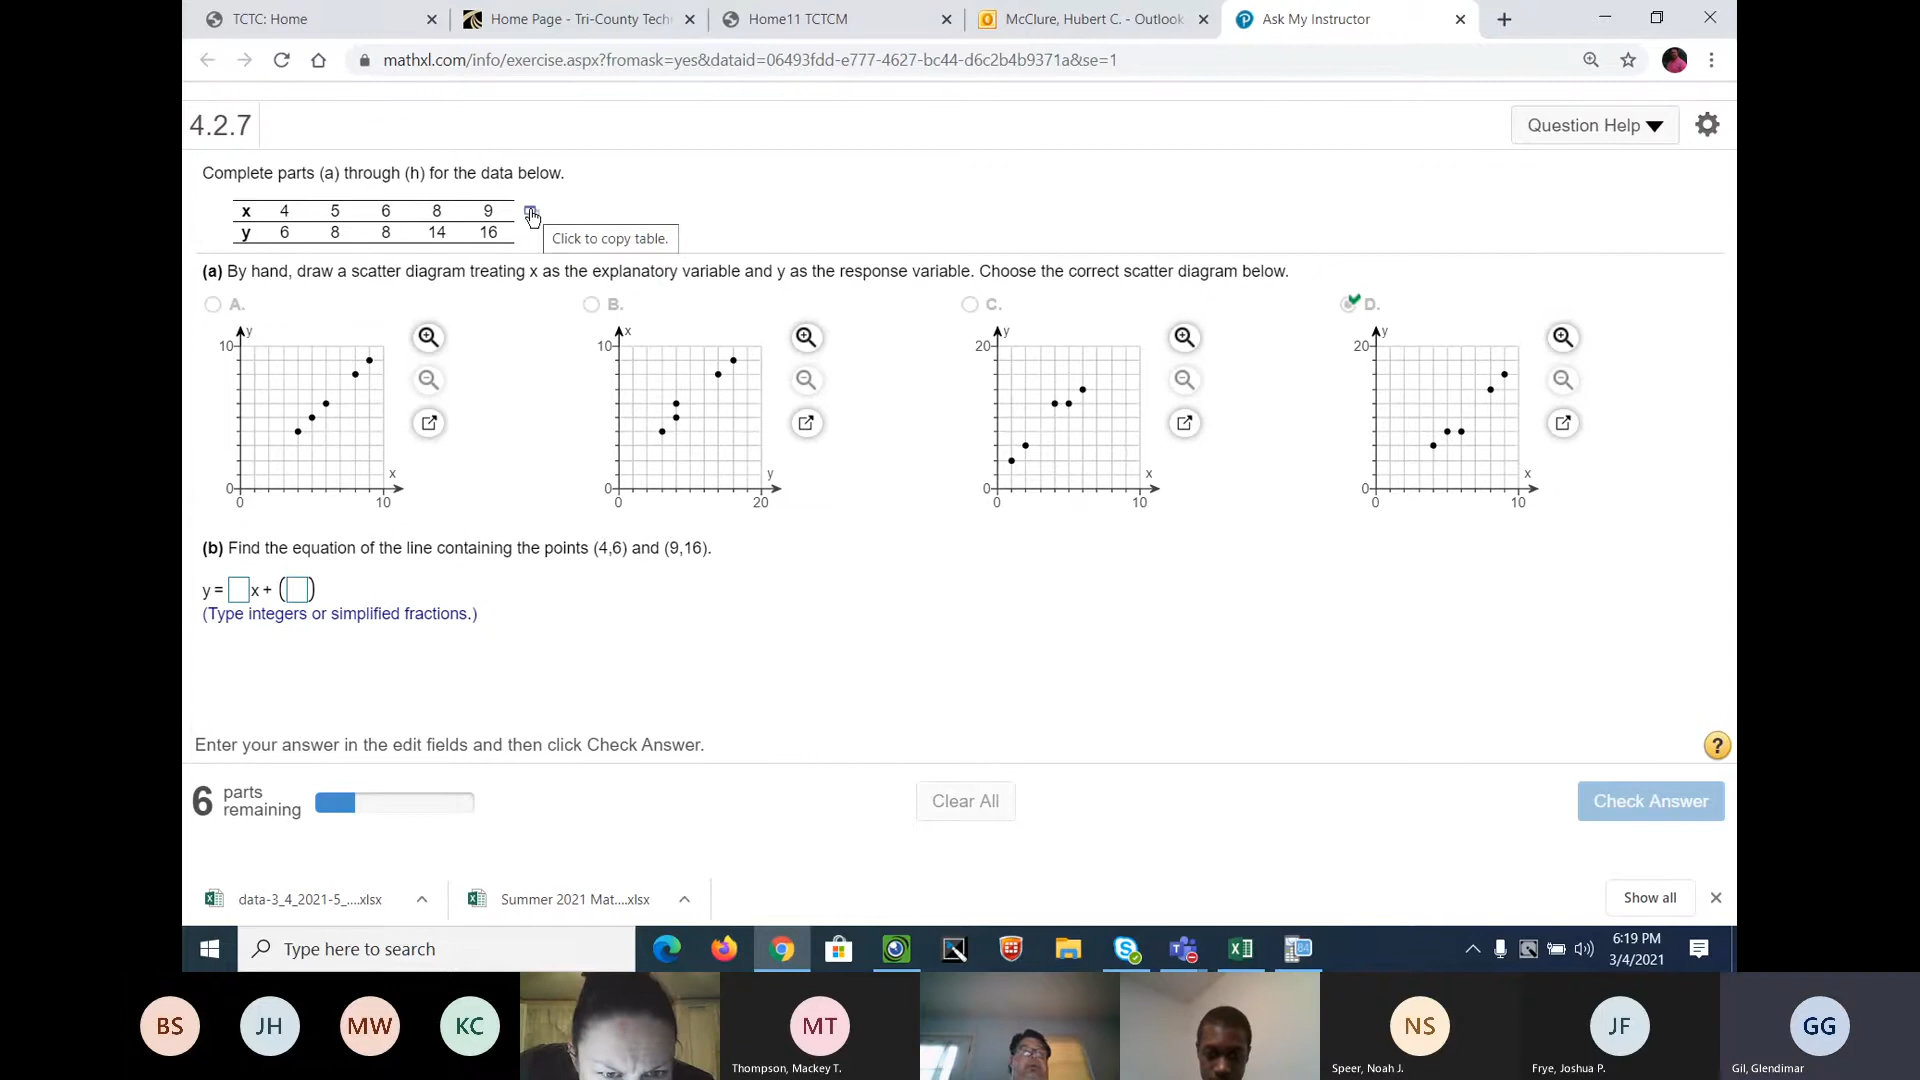 TCTC: Home
Home Page - Tri-County Tech
Home11 TCTCM
McClure, Hubert C. - Outlook
Ask My Instructor
mathxl.com/info/exercise.aspx?fromask=yes&dataid=06493fdd-e777-4627-bc44-d6c2b4b9371a&se=1
4.2.7
Question Help
Complete parts (a) through (h) for the data below.
x 4 5 6 8 9
y 6 8 8 14 16
Click to copy table.
(a) By hand, draw a scatter diagram treating x as the explanatory variable and y as the response variable. Choose the correct scatter diagram below.
A. B. C. D.
y x y y
10 10 20 20
x y x x
0 0 0 0
0 10 0 20 0 10 0 10
(b) Find the equation of the line containing the points (4,6) and (9,16).
y = x + ( )
(Type integers or simplified fractions.)
Enter your answer in the edit fields and then click Check Answer.
?
6 parts remaining
Clear All
Check Answer
data-3_4_2021-5_....xlsx
Summer 2021 Mat....xlsx
Show all
Type here to search
84
6:19 PM
3/4/2021
BS
JH
MW
KC
MT
NS
JF
GG
Thompson, Mackey T.
Speer, Noah J.
Frye, Joshua P.
Gil, Glendimar